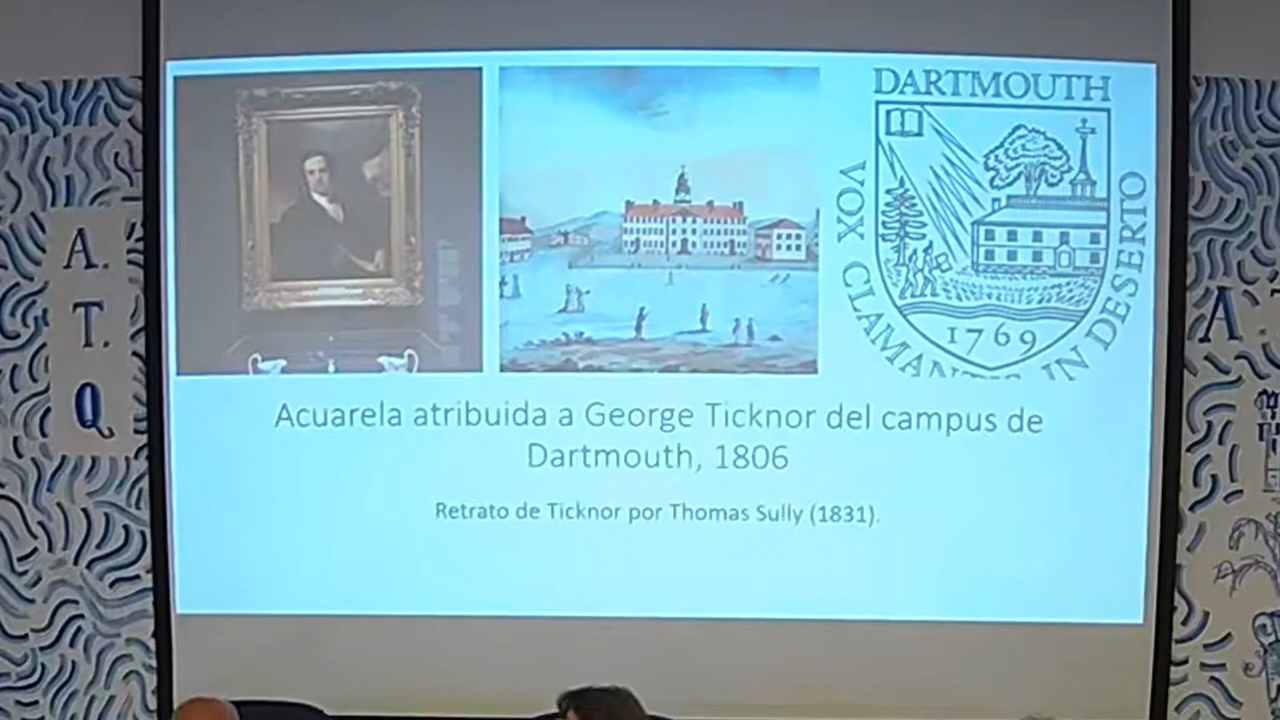 DARTMOUTH
VOX CLAMANTIS IN DESERTO
1769
Acuarela atribuida a George Ticknor del campus de
Dartmouth, 1806
Retrato de Ticknor por Thomas Sully (1831).
A.
T.
Q
A